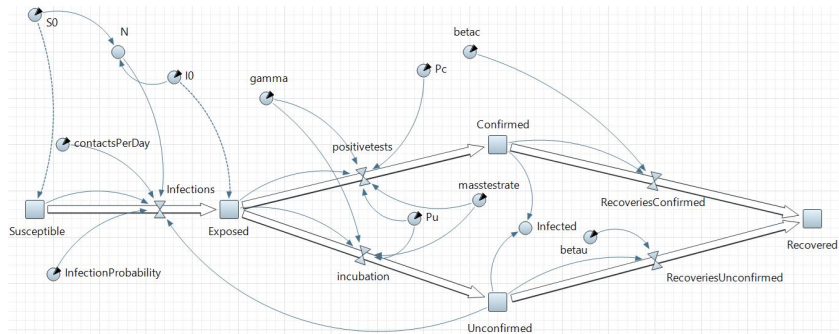 S0
N
betac
I0
gamma
Pc
Confirmed
contactsPerDay
positivetests
Infections
masstestrate
RecoveriesConfirmed
Susceptible
Exposed
Pu
Infected
Recovered
betau
InfectionProbability
incubation
RecoveriesUnconfirmed
Unconfirmed